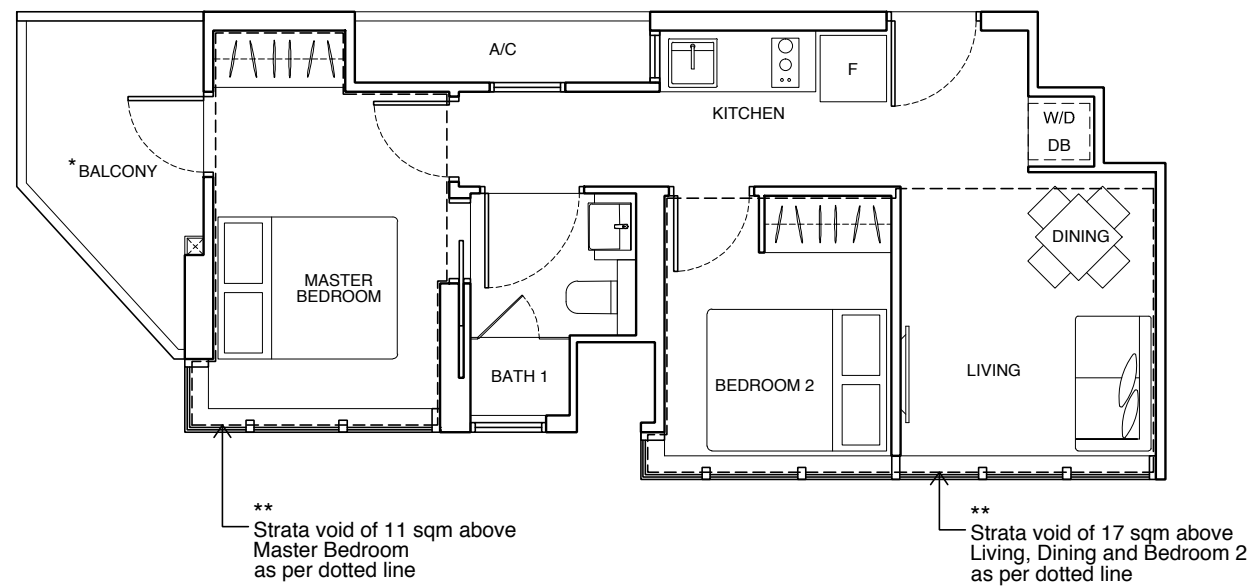 A/C
F
KITCHEN
W/D
DB
*BALCONY
DINING
MASTER
BEDROOM
LIVING
BATH 1
BEDROOM 2
**
Strata void of 11 sqm above
Master Bedroom
as per dotted line
**
Strata void of 17 sqm above
Living, Dining and Bedroom 2
as per dotted line